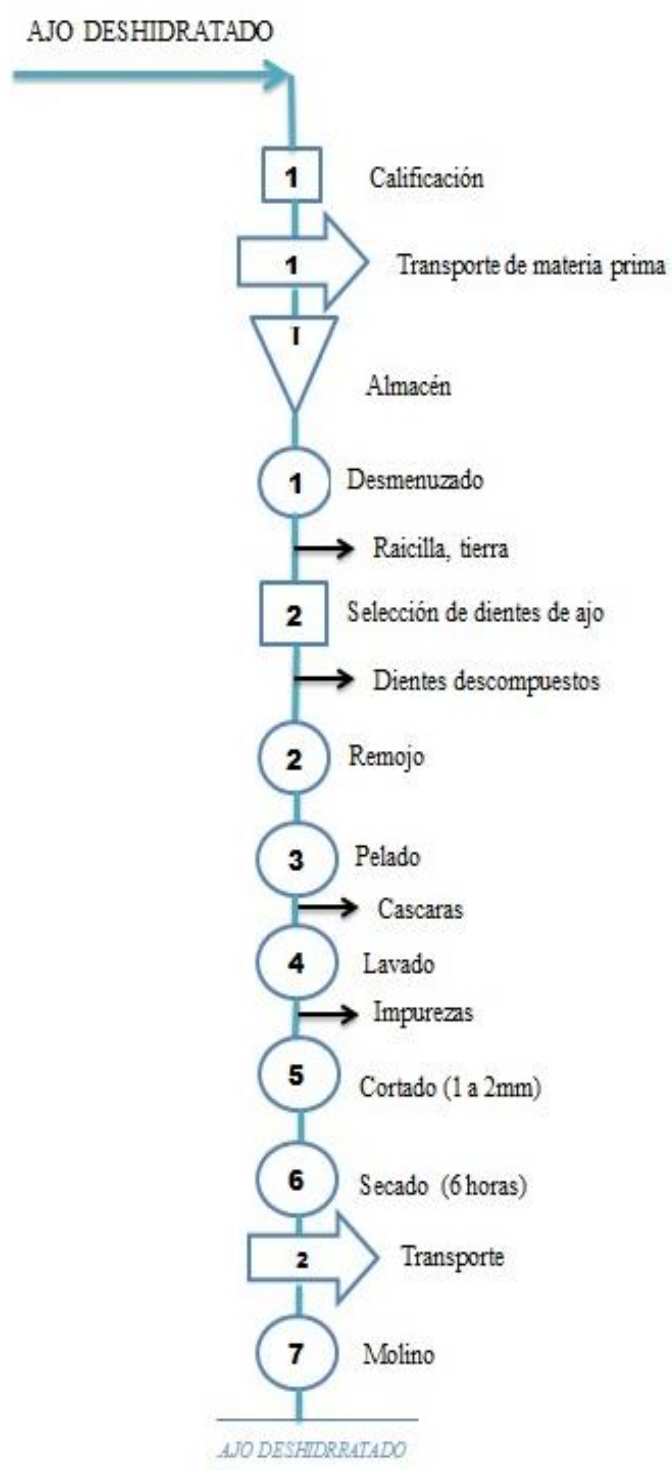 AJO DESHIDRATADO
1 Calificación
1 Transporte de materia prima
I
Almacén
1 Desmenuzado
Raicilla, tierra
2 Selección de dientes de ajo
Dientes descompuestos
2 Remojo
3 Pelado
Cascaras
4 Lavado
Impurezas
5 Cortado (1 a 2mm)
6 Secado (6 horas)
2 Transporte
7 Molino
AJO DESHIDRRATADO